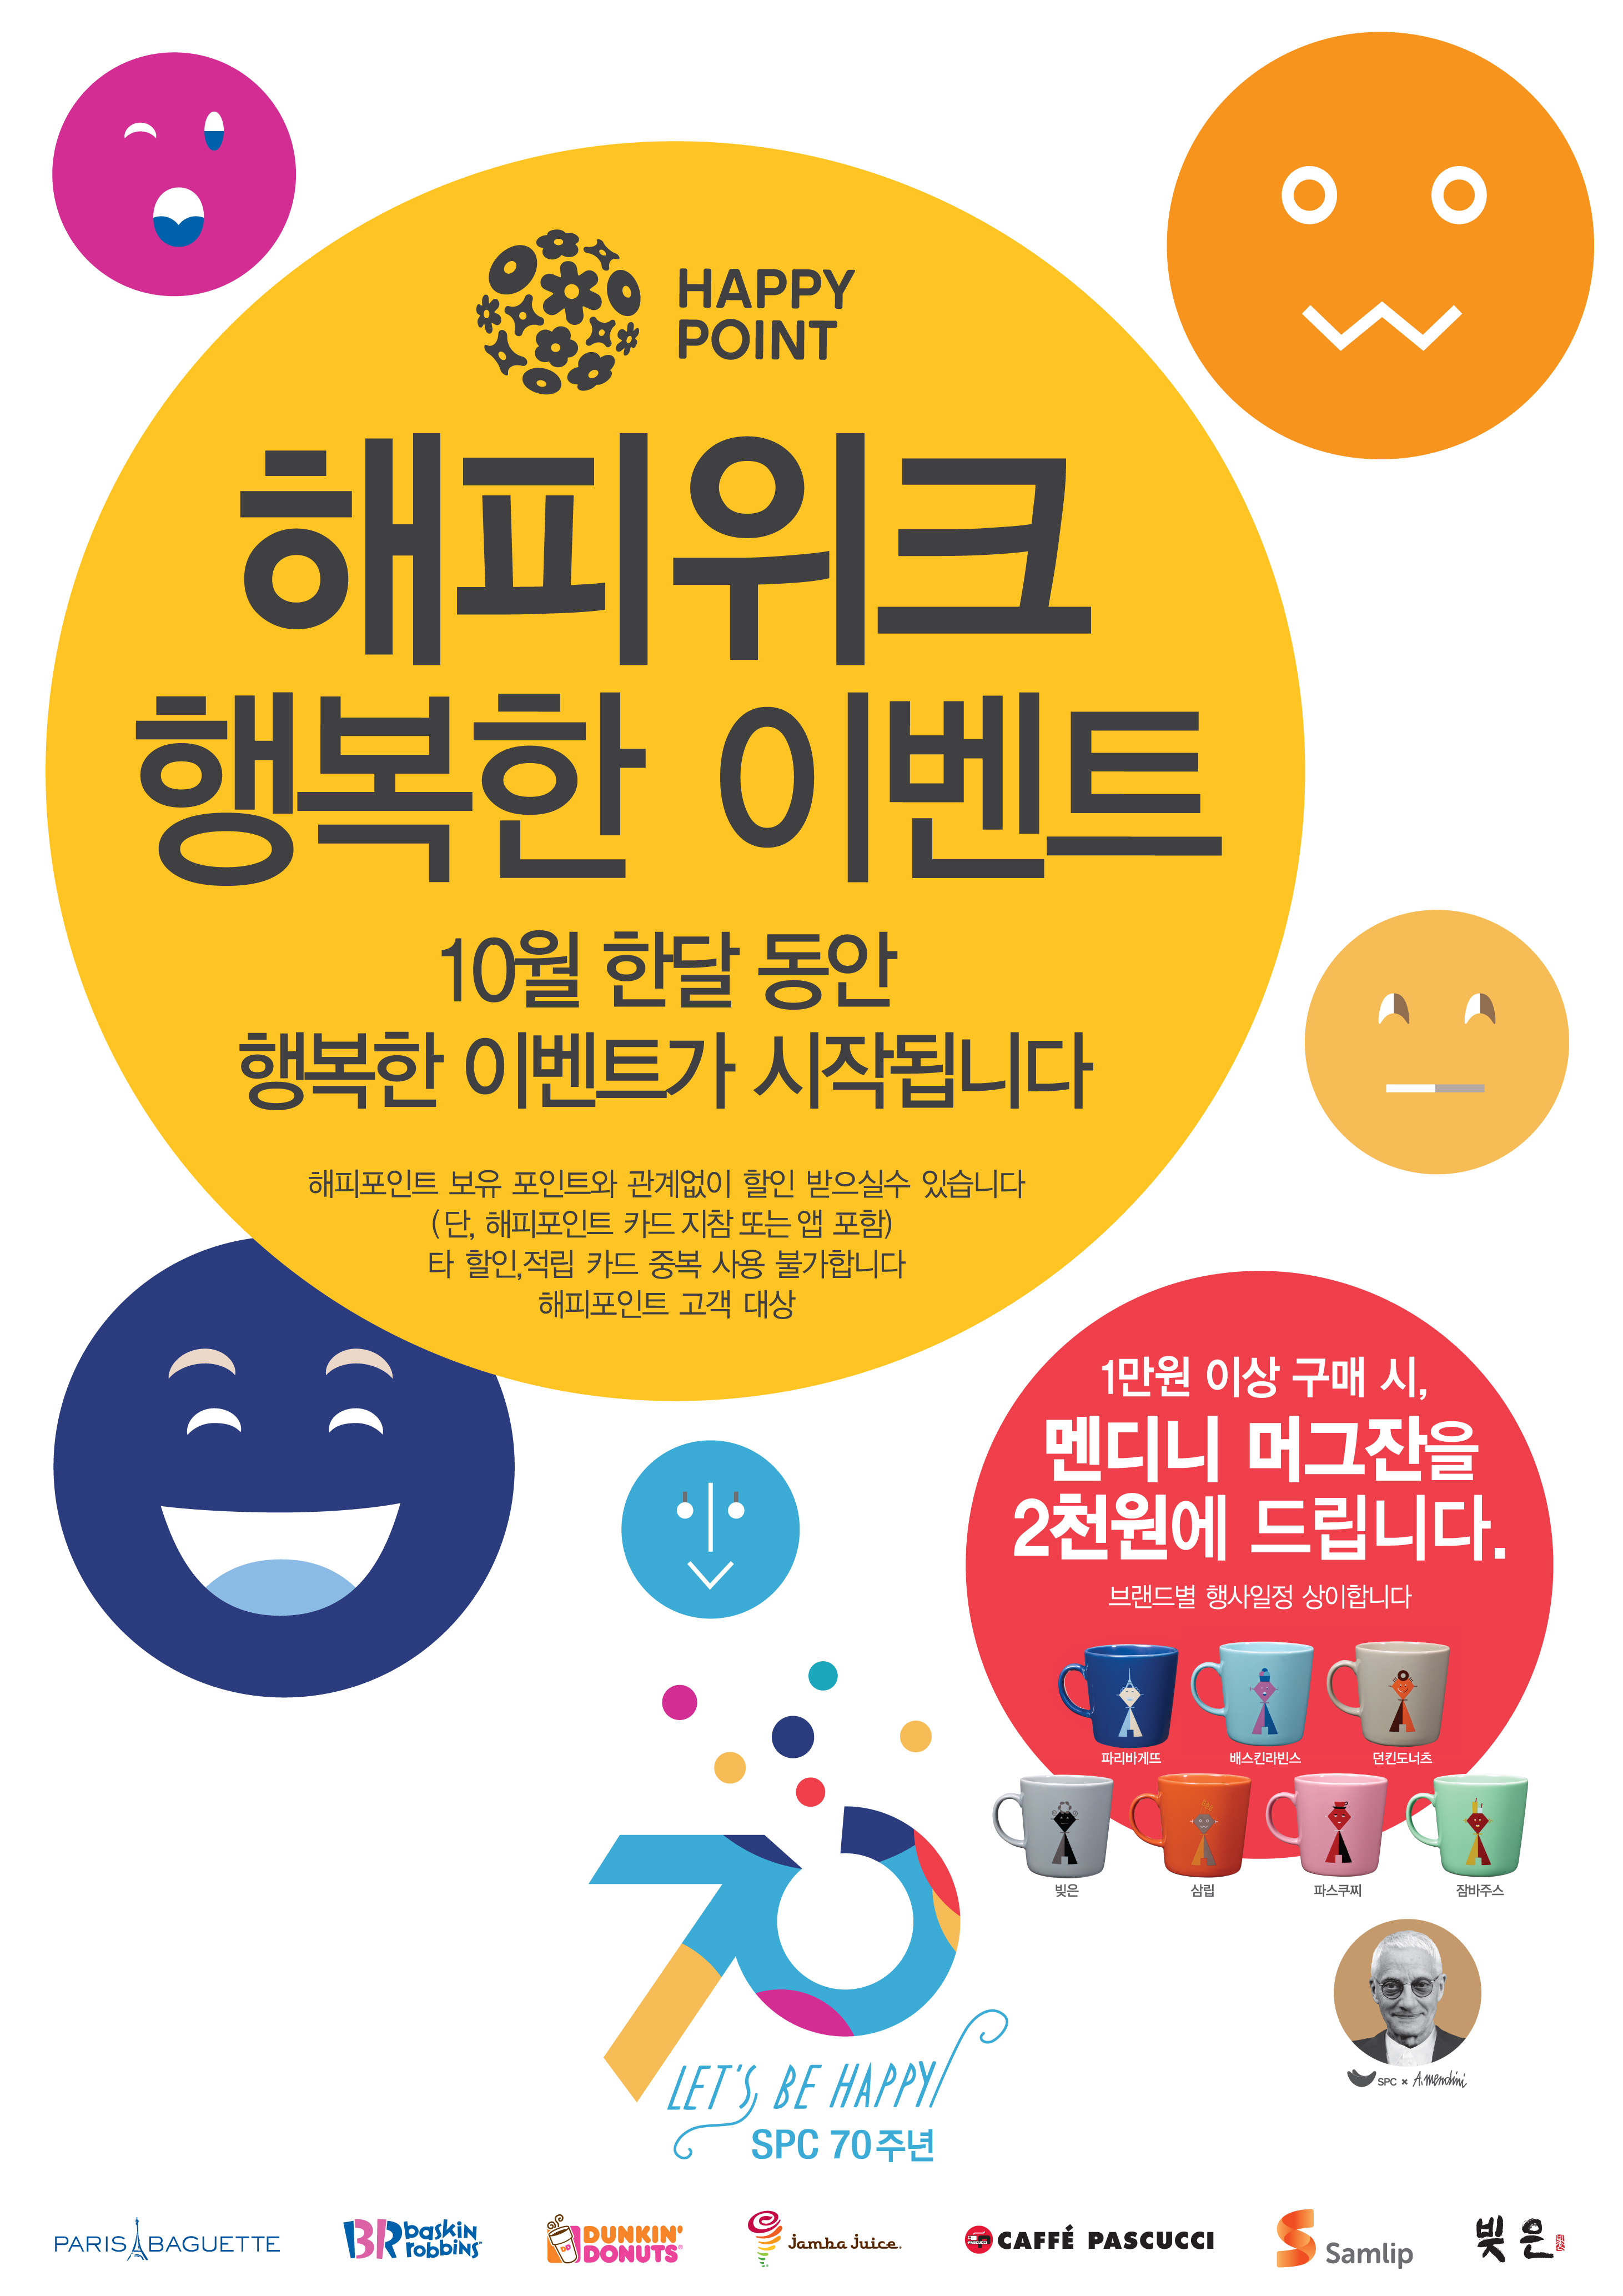 HAPPY
POINT
해피위크
행복한 이벤트
10월 한달 동안
행복한 이벤트가 시작됩니다
해피포인트 보유 포인트와 관계없이 할인 받으실수 있습니다
(단, 해피포인트 카드 지참 또는 앱 포함)
타 할인,적립 카드 중복 사용 불가합니다
해피포인트 고객 대상
1만원 이상 구매 시,
멘디니 머그잔을
2천원에 드립니다.
브랜드별 행사일정 상이합니다
파리바게뜨 배스킨라빈스 던킨도너츠
빚은 삼립 파스쿠찌 잠바주스
SPC × A.mendini
70
LET'S BE HAPPY
SPC 70주년
PARIS BAGUETTE
BR baskin robbins
DUNKIN' DONUTS
jamba juice.
CAFFÉ PASCUCCI
Samlip
빚은